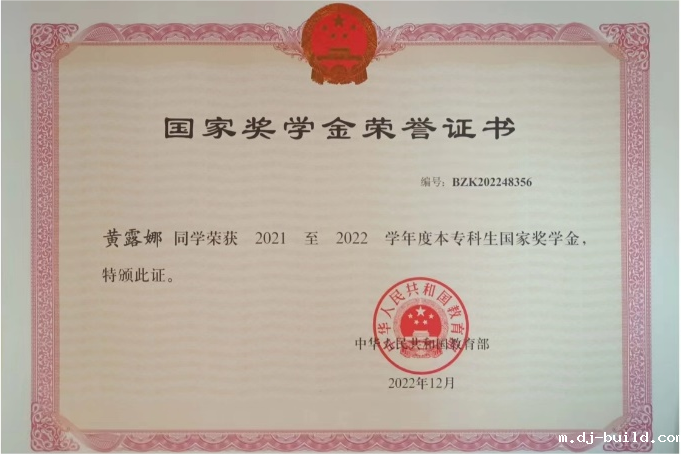 国家奖学金荣誉证书
编号：BZK202248356
黄露娜 同学荣获 2021 至 2022 学年度本专科生国家奖学金，
特颁此证。
中华人民共和国教育部
中华人民共和国教育部
2022年12月
m.dj-build.com